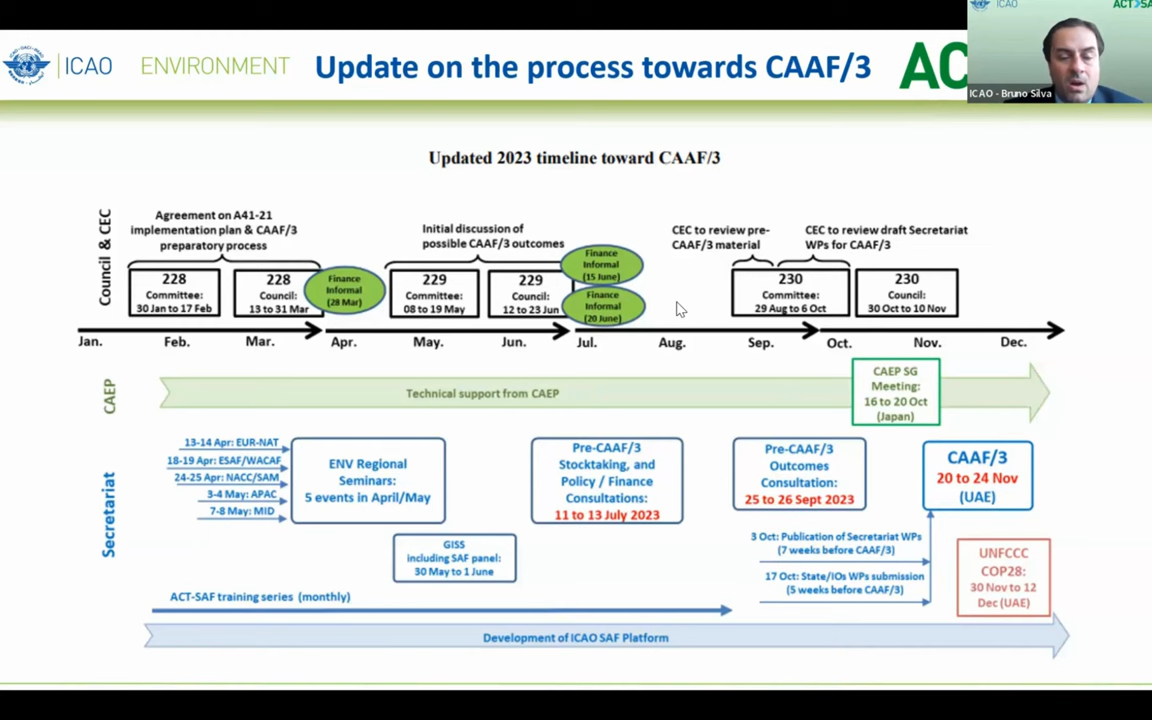 ICAO
ENVIRONMENT
Update on the process towards CAAF/3
AC
ICAO
ACT
SA
ICAO - Bruno Silva
Updated 2023 timeline toward CAAF/3
Council & CEC
Agreement on A41-21
implementation plan & CAAF/3
preparatory process
Initial discussion of
possible CAAF/3 outcomes
CEC to review pre-
CAAF/3 material
CEC to review draft Secretariat
WPs for CAAF/3
228
Committee:
30 Jan to 17 Feb
228
Council:
13 to 31 Mar
Finance
Informal
(28 Mar)
229
Committee:
08 to 19 May
229
Council:
12 to 23 Jun
Finance
Informal
(15 June)
Finance
Informal
(20 June)
230
Committee:
29 Aug to 6 Oct
230
Council:
30 Oct to 10 Nov
Jan.
Feb.
Mar.
Apr.
May.
Jun.
Jul.
Aug.
Sep.
Oct.
Nov.
Dec.
CAEP
Technical support from CAEP
CAEP SG
Meeting:
16 to 20 Oct
(Japan)
Secretariat
13-14 Apr: EUR-NAT
18-19 Apr: ESAF/WACAF
24-25 Apr: NACC/SAM
3-4 May: APAC
7-8 May: MID
ENV Regional
Seminars:
5 events in April/May
Pre-CAAF/3
Stocktaking, and
Policy / Finance
Consultations:
11 to 13 July 2023
Pre-CAAF/3
Outcomes
Consultation:
25 to 26 Sept 2023
CAAF/3
20 to 24 Nov
(UAE)
GISS
including SAF panel:
30 May to 1 June
3 Oct: Publication of Secretariat WPs
(7 weeks before CAAF/3)
17 Oct: State/IOs WPs submission
(5 weeks before CAAF/3)
UNFCCC
COP28:
30 Nov to 12
Dec (UAE)
ACT-SAF training series (monthly)
Development of ICAO SAF Platform